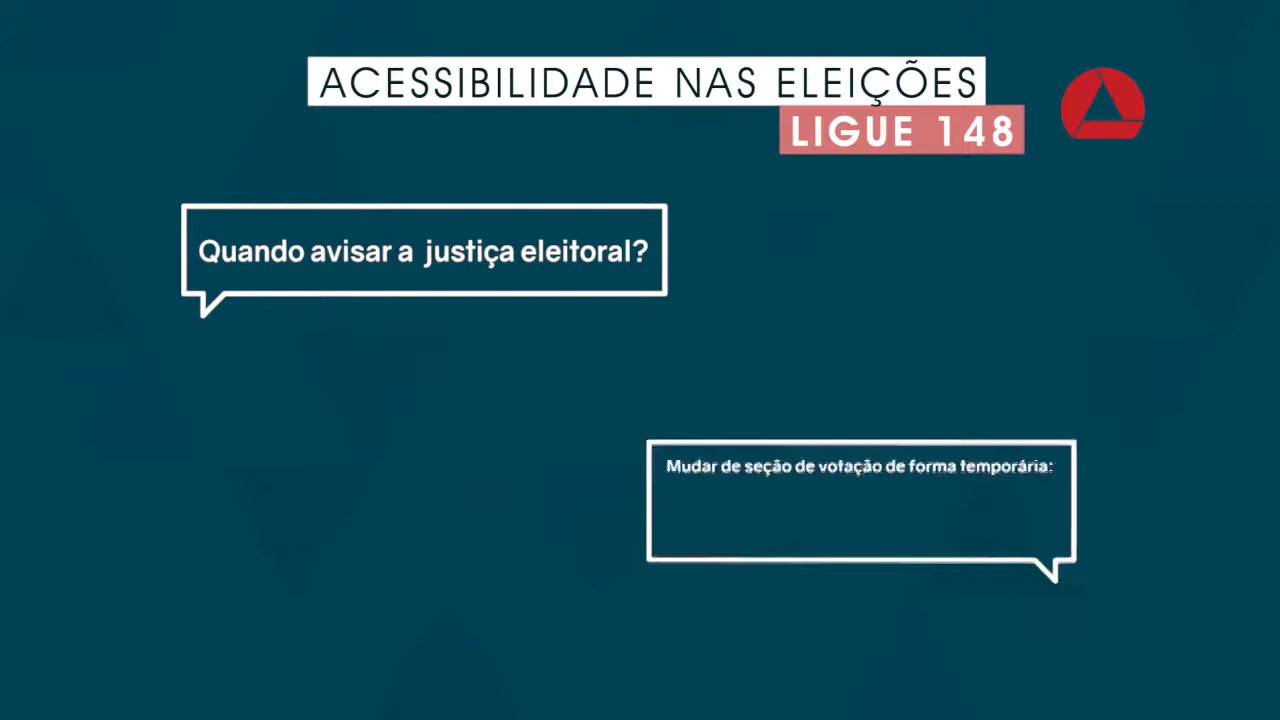 ACESSIBILIDADE NAS ELEIÇÕES
LIGUE 148
Quando avisar a justiça eleitoral?
Mudar de seção de votação de forma temporária: